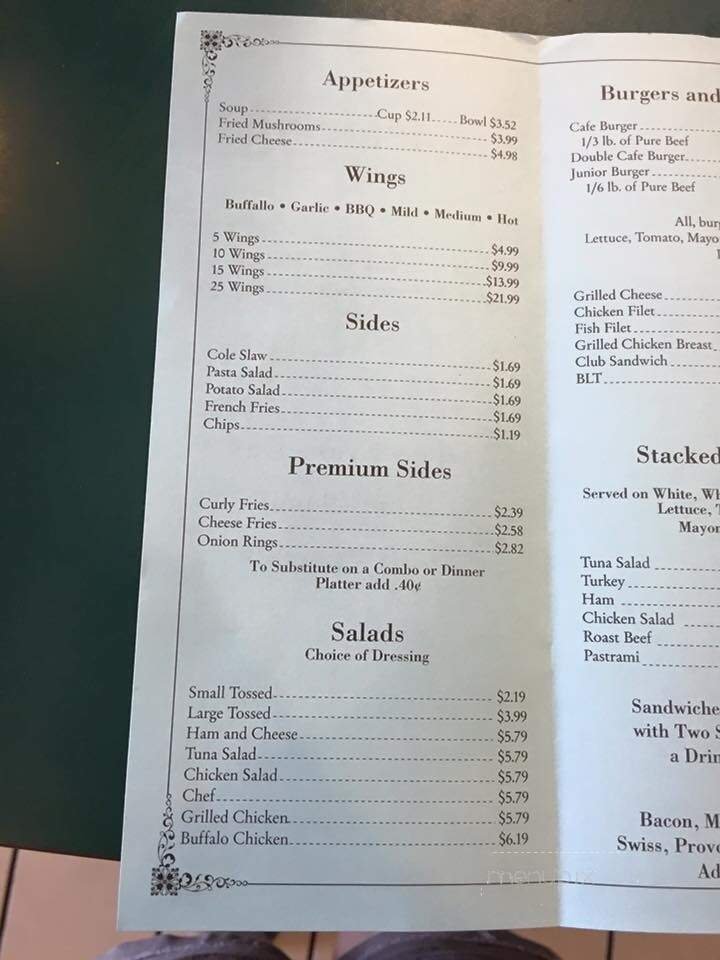 Appetizers
Soup Cup $2.11 Bowl $3.52
Fried Mushrooms $3.99
Fried Cheese $4.98
Wings
Buffallo • Garlic • BBQ • Mild • Medium • Hot
5 Wings $4.99
10 Wings $9.99
15 Wings $13.99
25 Wings $21.99
Sides
Cole Slaw $1.69
Pasta Salad $1.69
Potato Salad $1.69
French Fries $1.69
Chips $1.19
Premium Sides
Curly Fries $2.39
Cheese Fries $2.58
Onion Rings $2.82
To Substitute on a Combo or Dinner
Platter add .40¢
Salads
Choice of Dressing
Small Tossed $2.19
Large Tossed $3.99
Ham and Cheese $5.79
Tuna Salad $5.79
Chicken Salad $5.79
Chef $5.79
Grilled Chicken $5.79
Buffalo Chicken $6.19
Burgers and
Cafe Burger
1/3 lb. of Pure Beef
Double Cafe Burger
Junior Burger
1/6 lb. of Pure Beef
All, bur
Lettuce, Tomato, Mayo
Grilled Cheese
Chicken Filet
Fish Filet
Grilled Chicken Breast
Club Sandwich
BLT
Stacked
Served on White, Wh
Lettuce, T
Mayon
Tuna Salad
Turkey
Ham
Chicken Salad
Roast Beef
Pastrami
Sandwiche
with Two S
a Drin
Bacon, M
Swiss, Provo
Ad